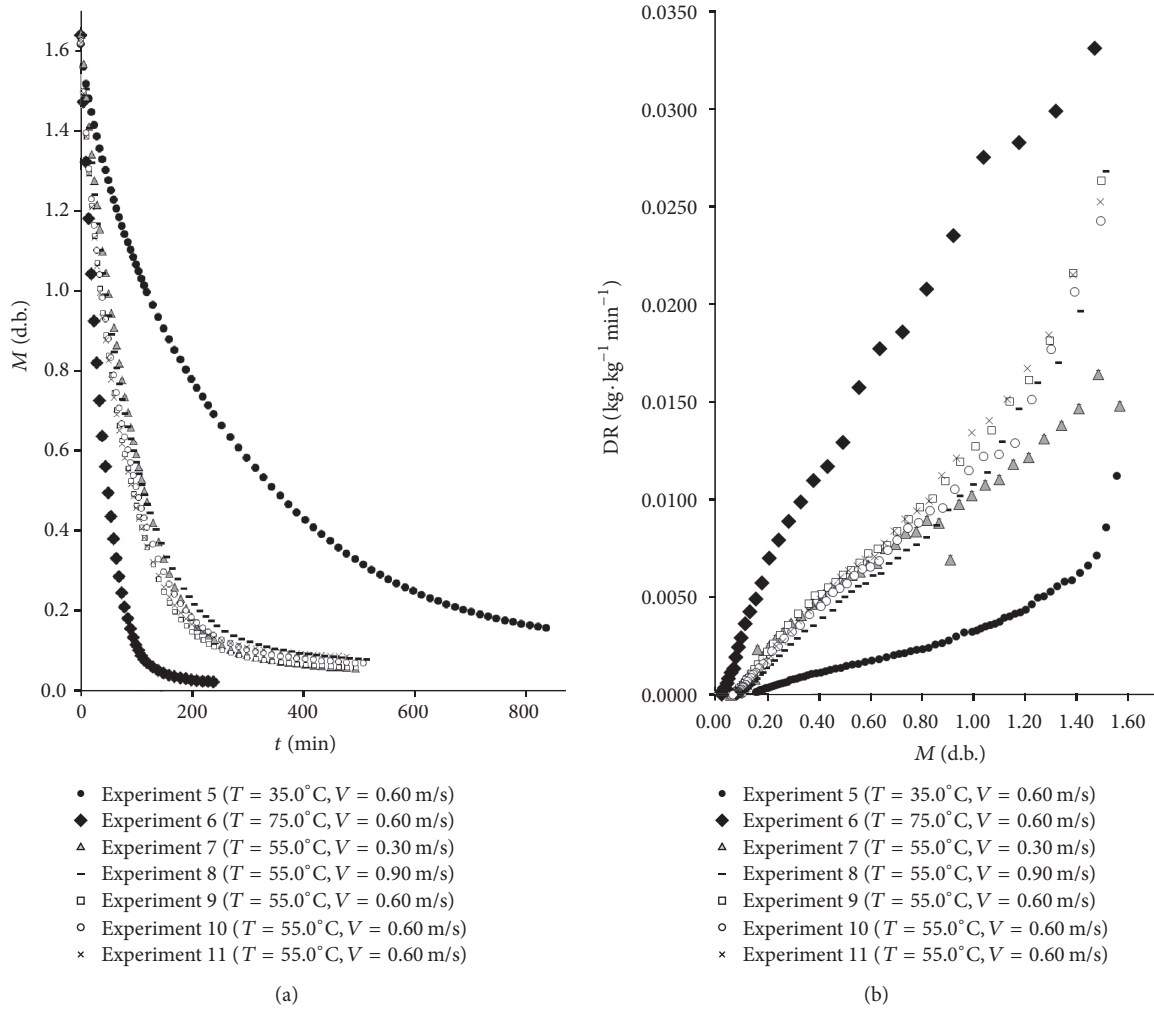 M (d.b.)
1.6
1.4
1.2
1.0
0.8
0.6
0.4
0.2
0.0
0 200 400 600 800
t (min)
• Experiment 5 (T = 35.0°C, V = 0.60 m/s)
◆ Experiment 6 (T = 75.0°C, V = 0.60 m/s)
▵ Experiment 7 (T = 55.0°C, V = 0.30 m/s)
– Experiment 8 (T = 55.0°C, V = 0.90 m/s)
□ Experiment 9 (T = 55.0°C, V = 0.60 m/s)
○ Experiment 10 (T = 55.0°C, V = 0.60 m/s)
× Experiment 11 (T = 55.0°C, V = 0.60 m/s)
(a)
DR (kg·kg⁻¹ min⁻¹)
0.0350
0.0300
0.0250
0.0200
0.0150
0.0100
0.0050
0.0000
0.00 0.20 0.40 0.60 0.80 1.00 1.20 1.40 1.60
M (d.b.)
• Experiment 5 (T = 35.0°C, V = 0.60 m/s)
◆ Experiment 6 (T = 75.0°C, V = 0.60 m/s)
▵ Experiment 7 (T = 55.0°C, V = 0.30 m/s)
– Experiment 8 (T = 55.0°C, V = 0.90 m/s)
□ Experiment 9 (T = 55.0°C, V = 0.60 m/s)
○ Experiment 10 (T = 55.0°C, V = 0.60 m/s)
× Experiment 11 (T = 55.0°C, V = 0.60 m/s)
(b)